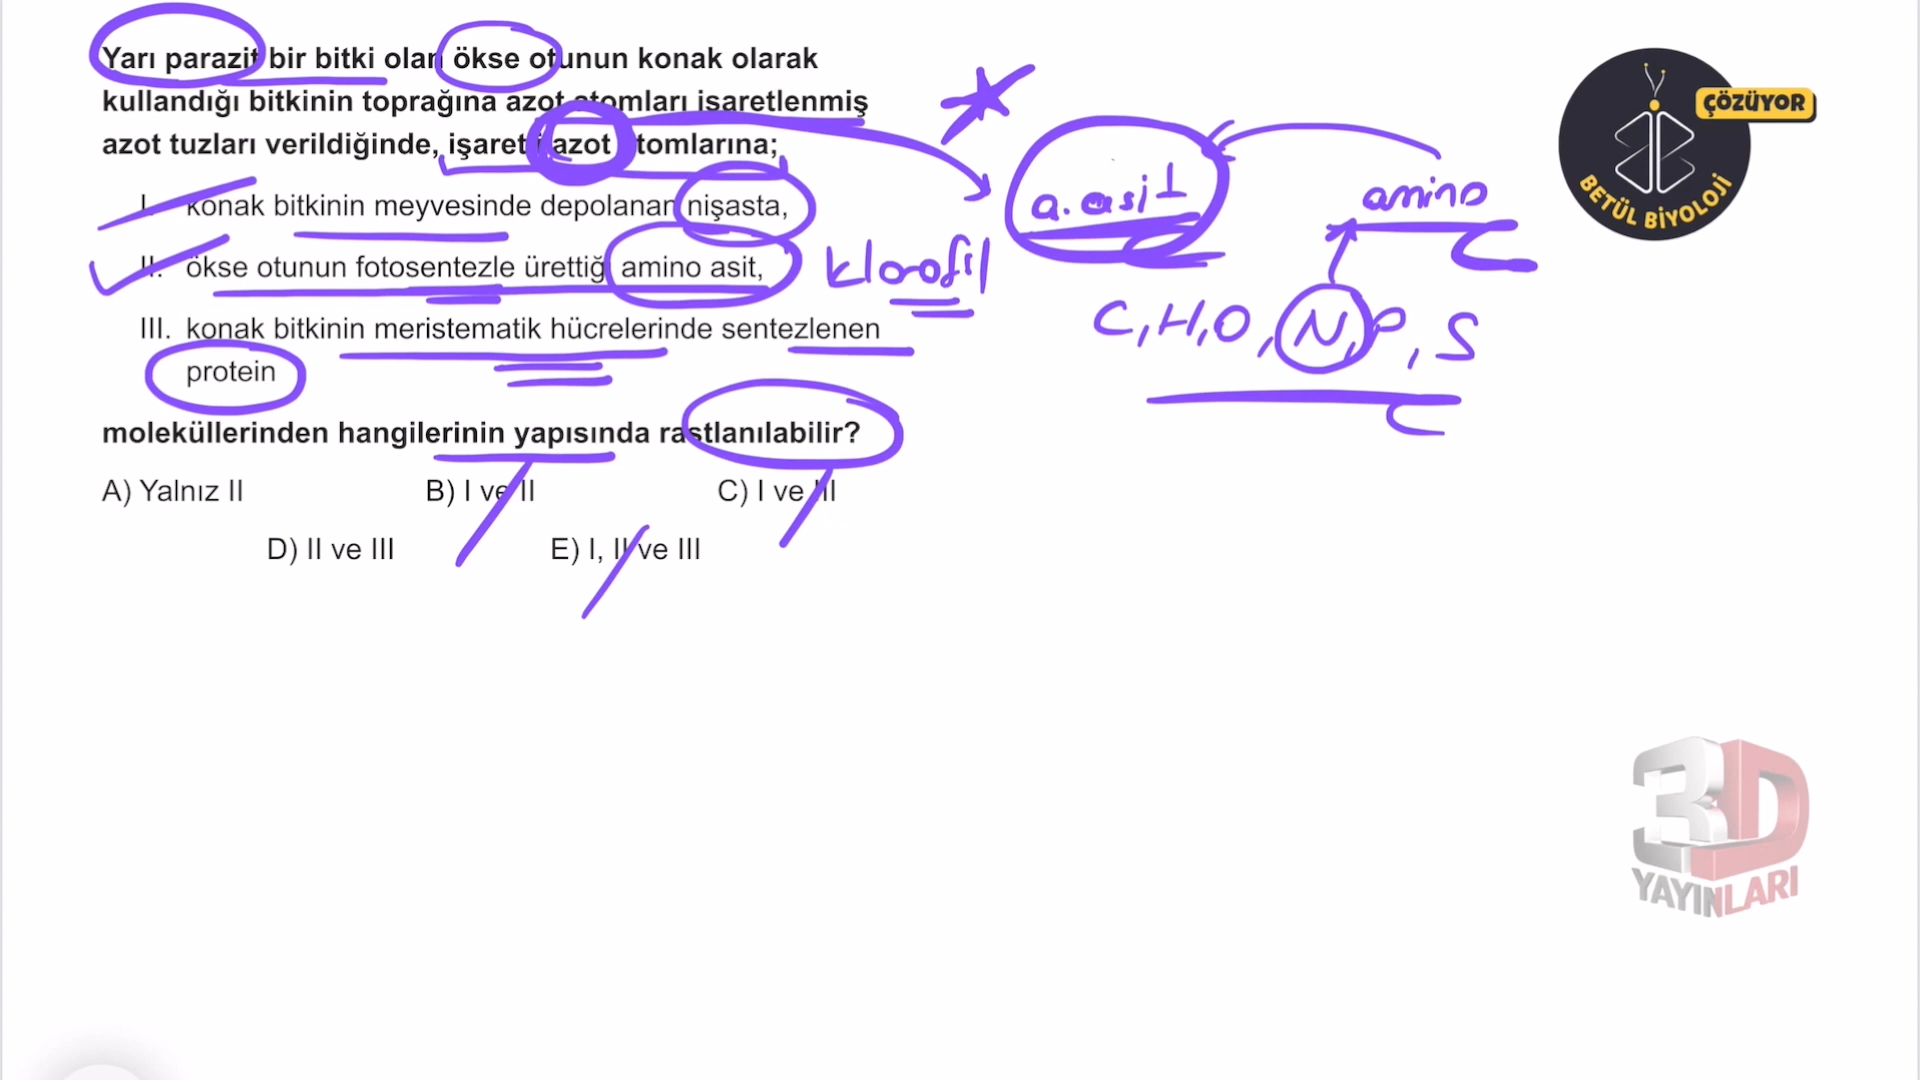 Yarı parazit bir bitki olan ökse otunun konak olarak
kullandığı bitkinin toprağına azot atomları işaretlenmiş
azot tuzları verildiğinde, işaretli azot atomlarına;
I. konak bitkinin meyvesinde depolanan nişasta,
II. ökse otunun fotosentezle ürettiği amino asit,
III. konak bitkinin meristematik hücrelerinde sentezlenen
protein
moleküllerinden hangilerinin yapısında rastlanılabilir?
A) Yalnız II B) I ve II C) I ve III
D) II ve III E) I, II ve III
klorofil
a. asit
amino
C, H, O, N, P, S
ÇÖZÜYOR
BETÜL BİYOLOJİ
3D
YAYINLARI